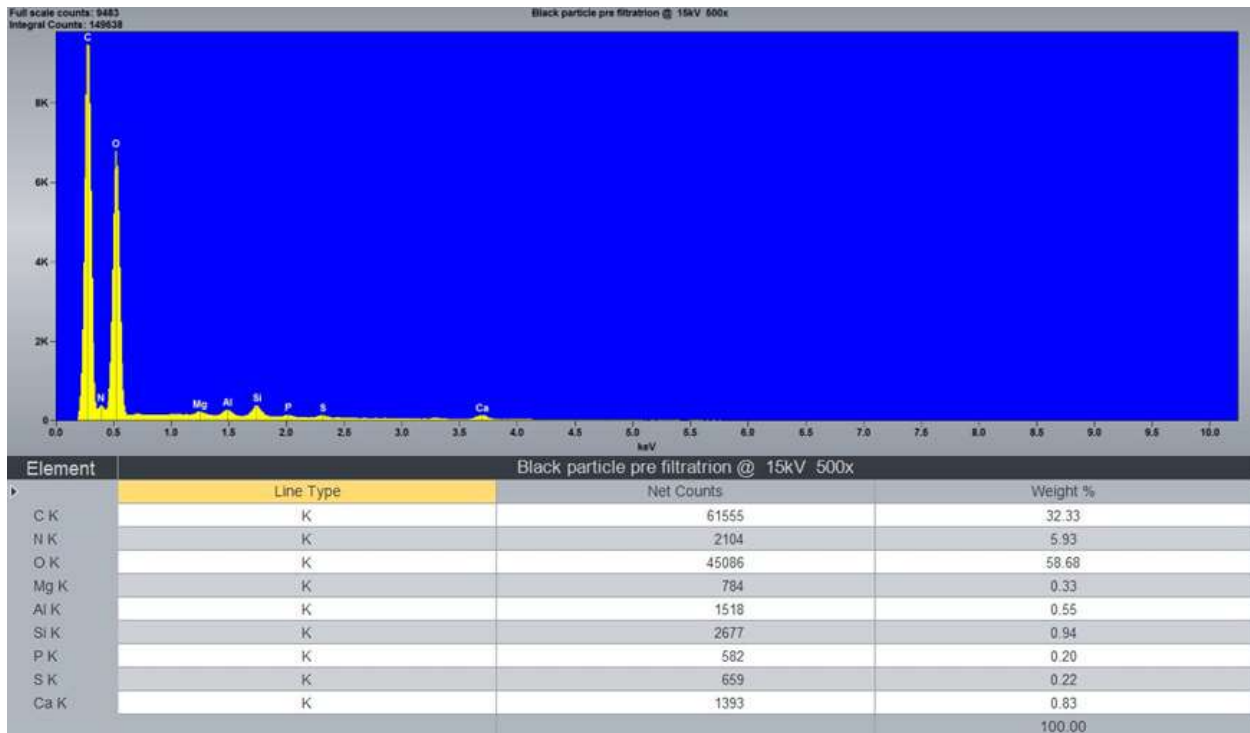 Full scale counts: 9483
Integral Counts: 149638
Black particle pre filtratrion @ 15kV 500x
C
8K
O
6K
4K
2K
N
Mg
Al
Si
P
S
Ca
0
0.0 0.5 1.0 1.5 2.0 2.5 3.0 3.5 4.0 4.5 5.0 5.5 6.0 6.5 7.0 7.5 8.0 8.5 9.0 9.5 10.0
keV
Element Black particle pre filtratrion @ 15kV 500x
Line Type Net Counts Weight %
C K K 61555 32.33
N K K 2104 5.93
O K K 45086 58.68
Mg K K 784 0.33
Al K K 1518 0.55
Si K K 2677 0.94
P K K 582 0.20
S K K 659 0.22
Ca K K 1393 0.83
100.00